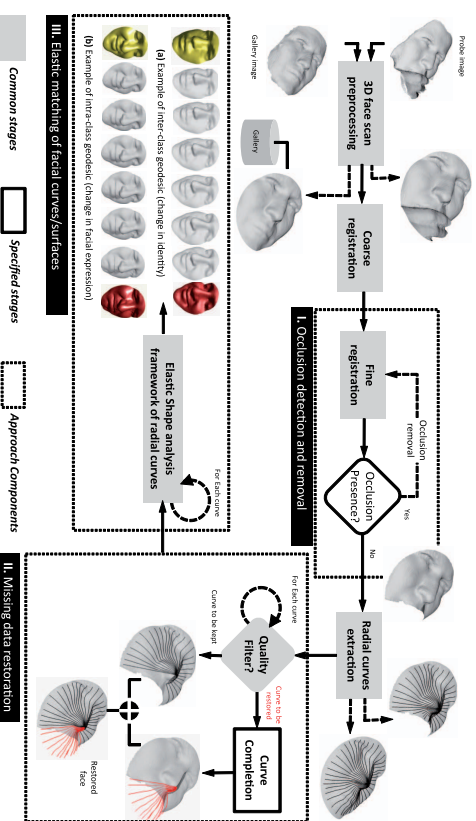 Gallery image
Probe image
3D face scan
preprocessing
Gallery
Coarse
registration
I. Occlusion detection and removal
Fine
registration
Occlusion
removal
Occlusion
Presence?
Yes
No
Radial curves
extraction
II. Missing data restoration
For Each curve
Quality
Filter?
Curve to be kept
Curve to be
restored
Curve
Completion
Restored
face
III. Elastic matching of facial curves/surfaces
Elastic Shape analysis
framework of radial curves
For Each curve
(a) Example of inter-class geodesic (change in identity)
(b) Example of intra-class geodesic (change in facial expression)
Common stages
Specified stages
Approach Components